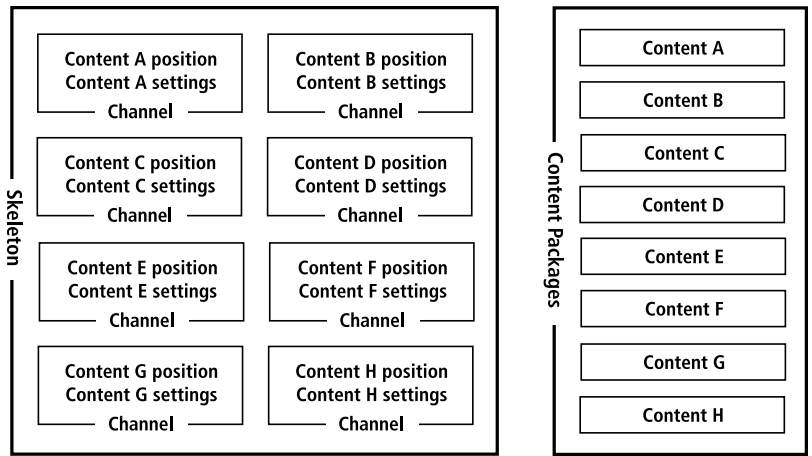 Skeleton
Content A position
Content A settings
Channel
Content B position
Content B settings
Channel
Content C position
Content C settings
Channel
Content D position
Content D settings
Channel
Content E position
Content E settings
Channel
Content F position
Content F settings
Channel
Content G position
Content G settings
Channel
Content H position
Content H settings
Channel
Content Packages
Content A
Content B
Content C
Content D
Content E
Content F
Content G
Content H